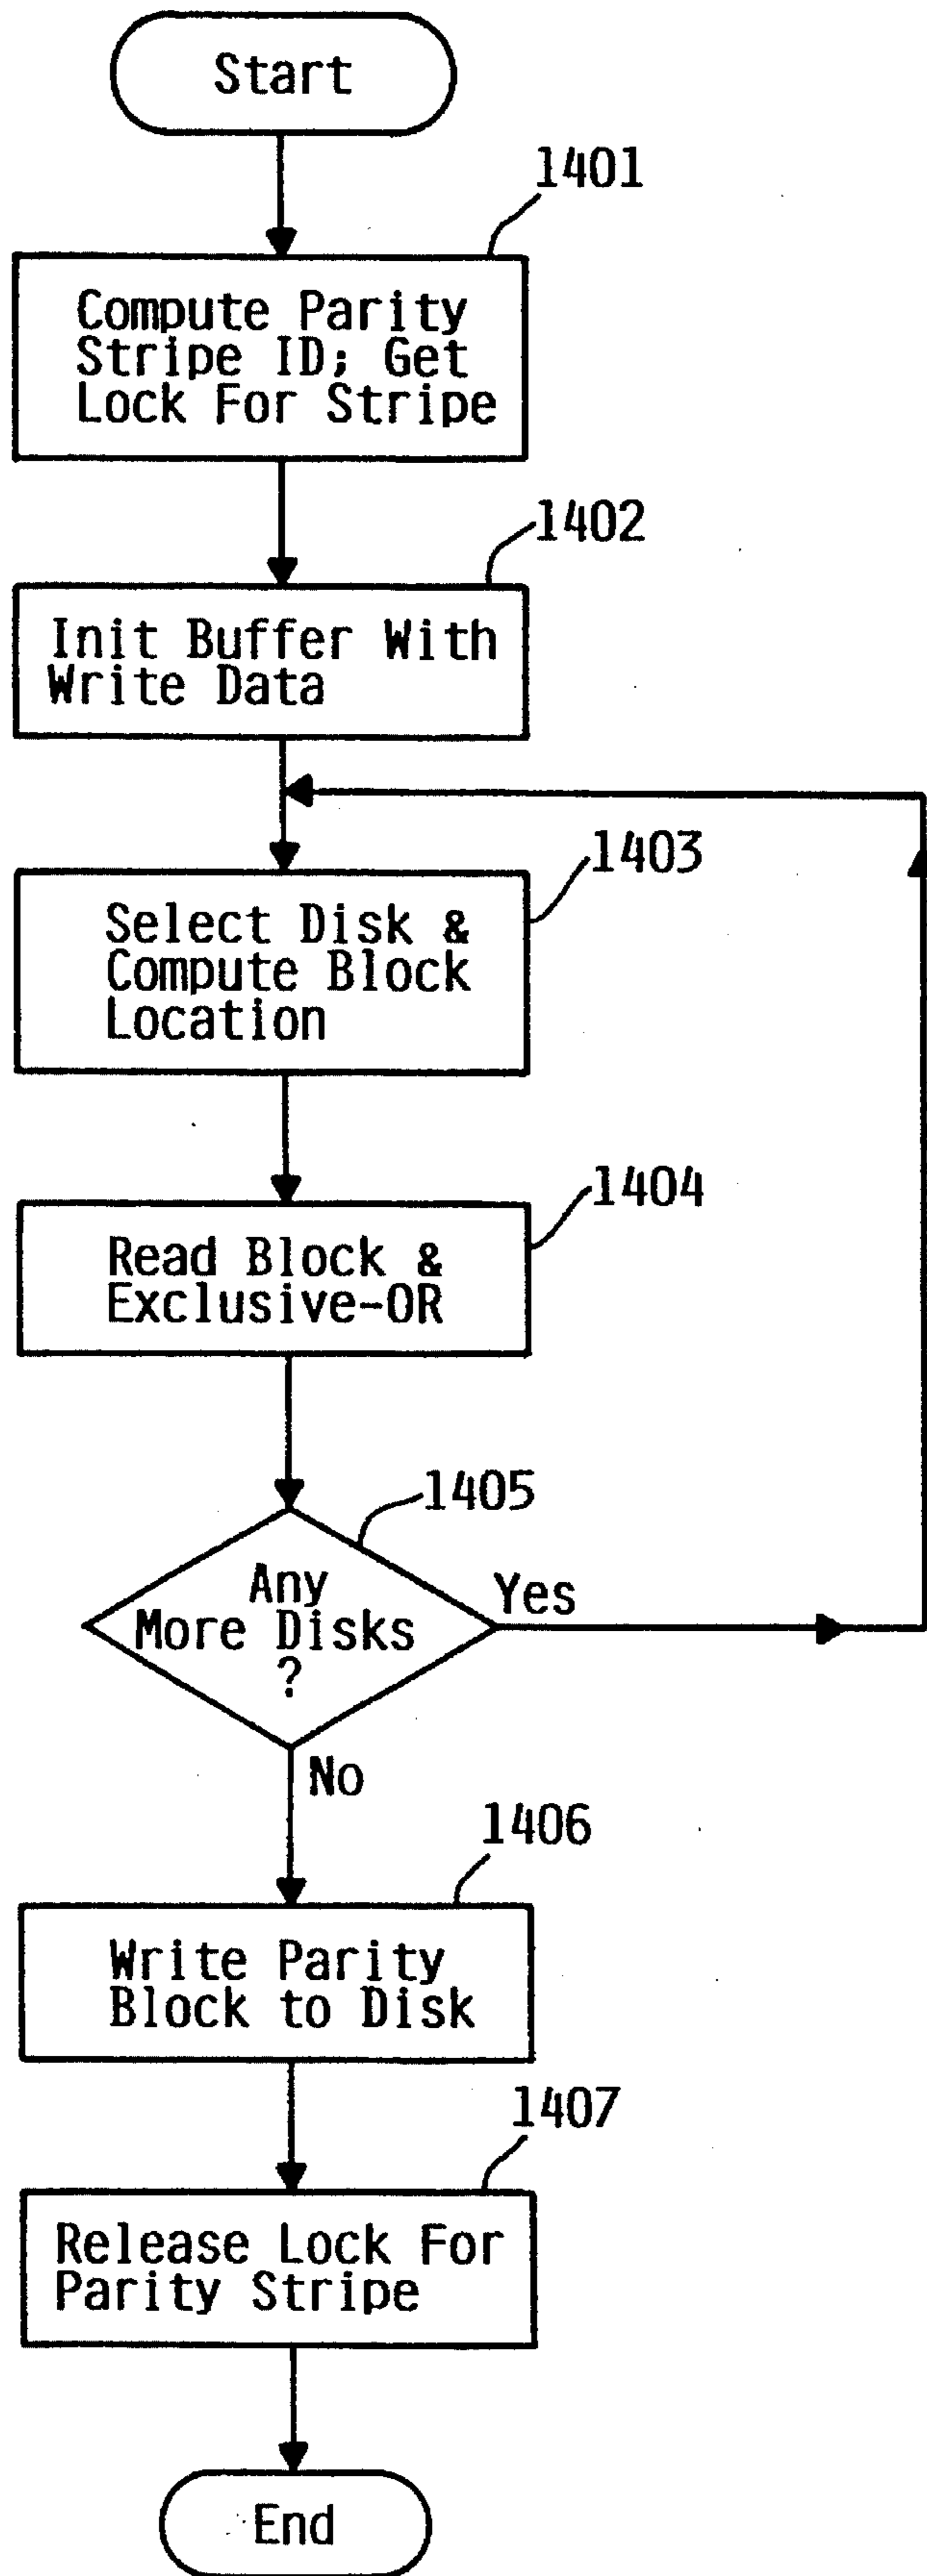 Start
1401
Compute Parity
Stripe ID; Get
Lock For Stripe
1402
Init Buffer With
Write Data
1403
Select Disk &
Compute Block
Location
1404
Read Block &
Exclusive-OR
1405
Any
More Disks
?
Yes
No
1406
Write Parity
Block to Disk
1407
Release Lock For
Parity Stripe
End